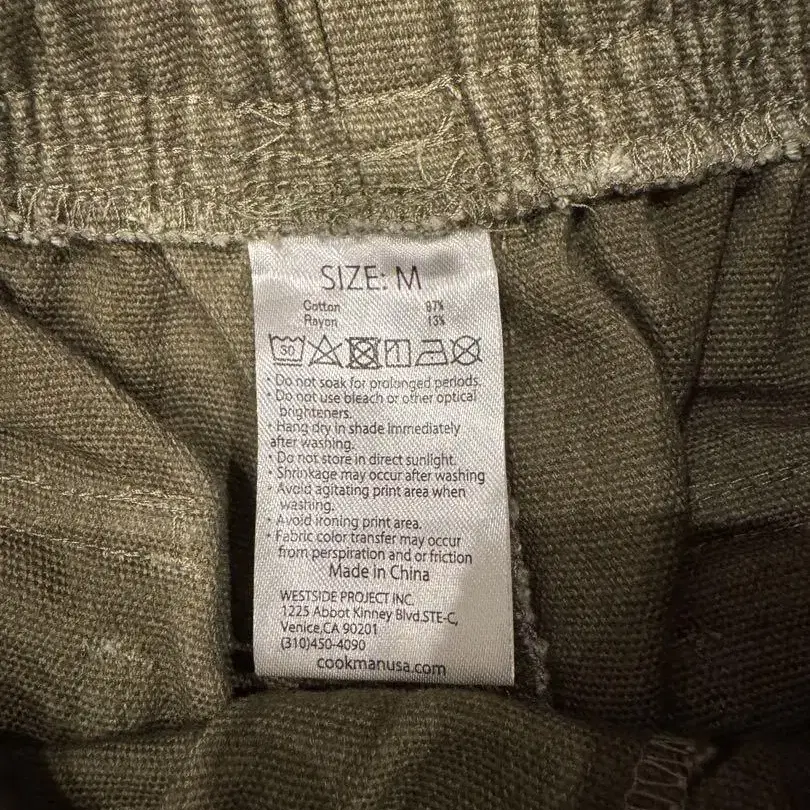 SIZE: M
Cotton 87%
Rayon 13%
30
• Do not soak for prolonged periods.
• Do not use bleach or other optical
brighteners.
• Hang dry in shade immediately
after washing.
• Do not store in direct sunlight.
• Shrinkage may occur after washing
• Avoid agitating print area when
washing.
• Avoid ironing print area.
• Fabric color transfer may occur
from perspiration and or friction
Made in China
WESTSIDE PROJECT INC.
1225 Abbot Kinney Blvd.STE-C,
Venice,CA 90201
(310)450-4090
cookmanusa.com